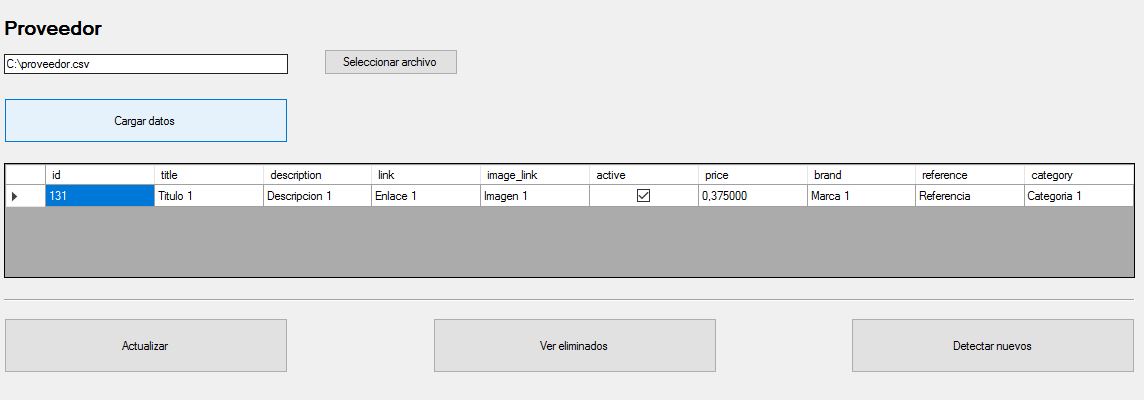 Proveedor
C:\proveedor.csv Seleccionar archivo
Cargar datos
id title description link image_link active price brand reference category
131 Titulo 1 Descripcion 1 Enlace 1 Imagen 1 0,375000 Marca 1 Referencia Categoria 1
Actualizar Ver eliminados Detectar nuevos